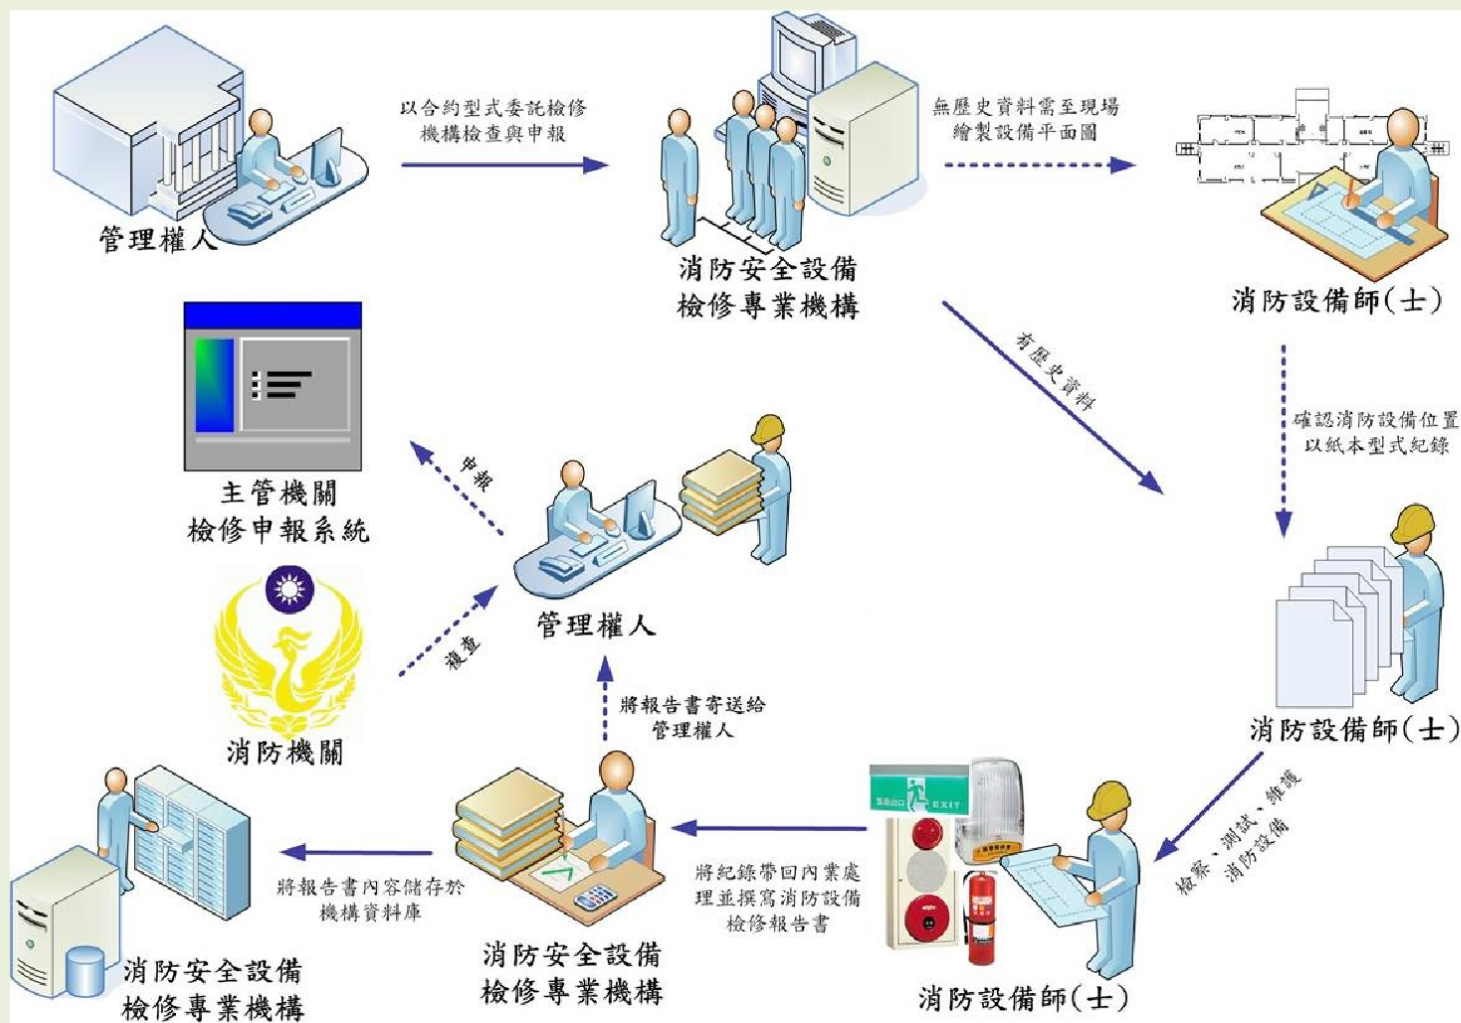 以合約型式委託檢修
機構檢查與申報
無歷史資料需至現場
繪製設備平面圖
管理權人
消防安全設備
檢修專業機構
消防設備師(士)
有歷史資料
確認消防設備位置
以紙本型式紀錄
主管機關
檢修申報系統
申報
管理權人
複查
消防機關
將報告書寄送給
管理權人
消防設備師(士)
檢察、測試、維護
消防設備
緊急出口 EXIT
將紀錄帶回內業處
理並撰寫消防設備
檢修報告書
將報告書內容儲存於
機構資料庫
消防安全設備
檢修專業機構
消防安全設備
檢修專業機構
消防設備師(士)